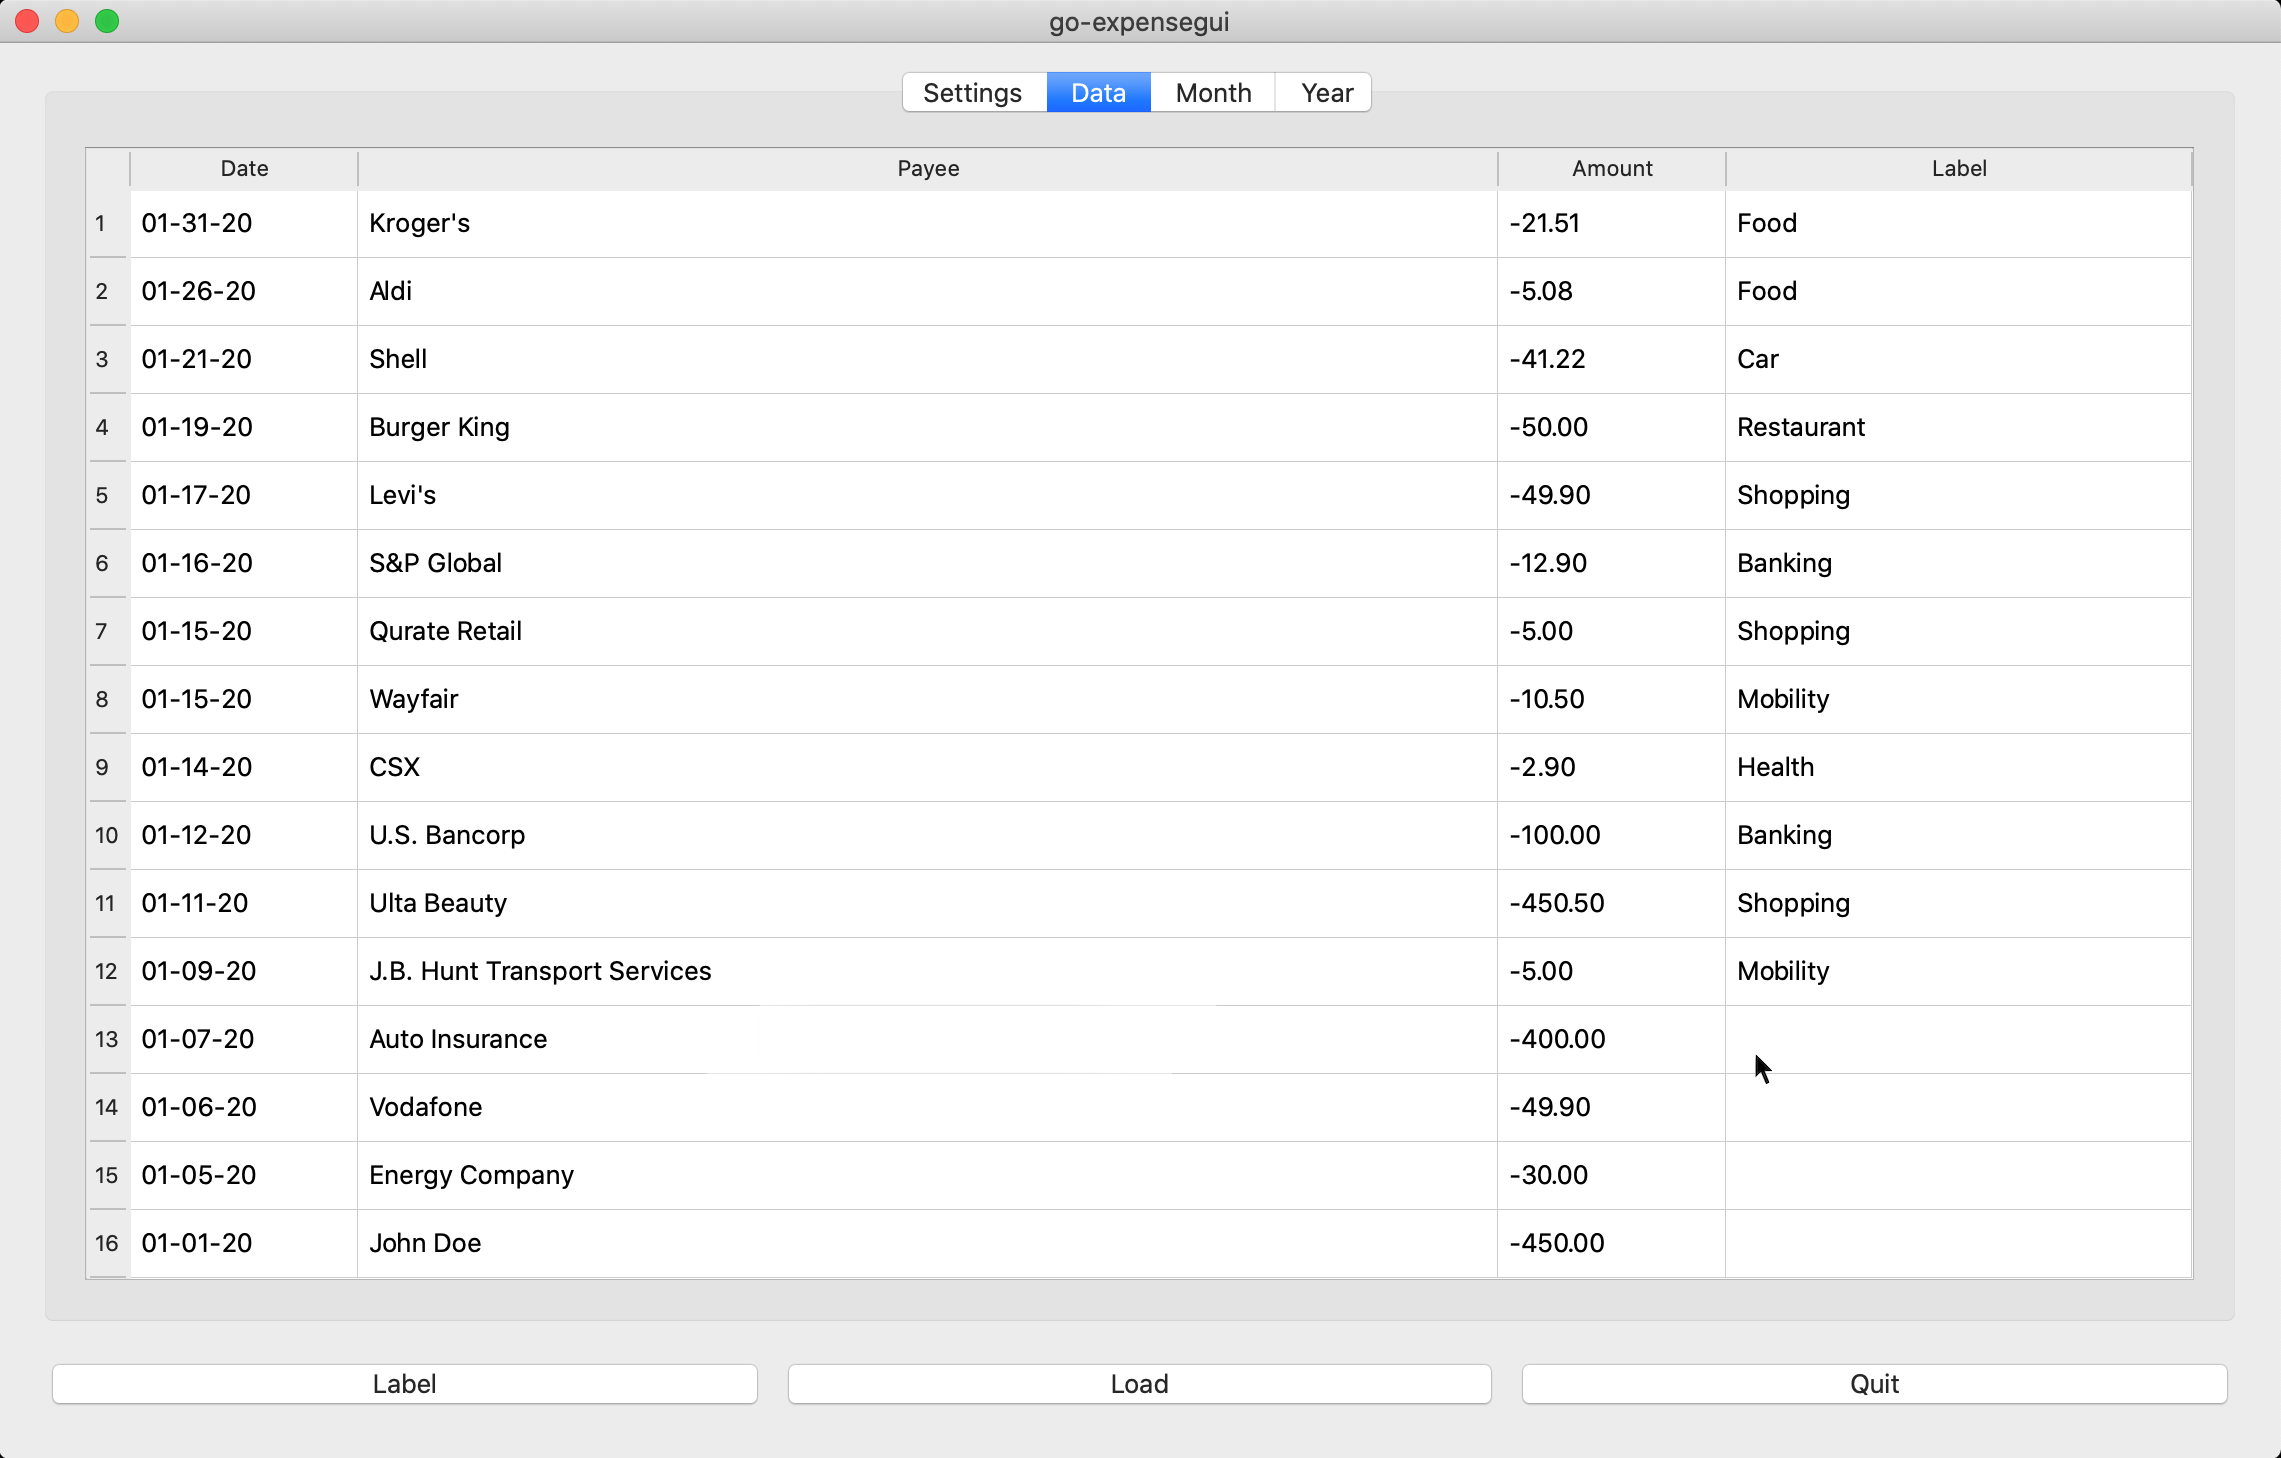 go-expensegui
Settings Data Month Year
Date Payee Amount Label
1 01-31-20 Kroger's -21.51 Food
2 01-26-20 Aldi -5.08 Food
3 01-21-20 Shell -41.22 Car
4 01-19-20 Burger King -50.00 Restaurant
5 01-17-20 Levi's -49.90 Shopping
6 01-16-20 S&P Global -12.90 Banking
7 01-15-20 Qurate Retail -5.00 Shopping
8 01-15-20 Wayfair -10.50 Mobility
9 01-14-20 CSX -2.90 Health
10 01-12-20 U.S. Bancorp -100.00 Banking
11 01-11-20 Ulta Beauty -450.50 Shopping
12 01-09-20 J.B. Hunt Transport Services -5.00 Mobility
13 01-07-20 Auto Insurance -400.00
14 01-06-20 Vodafone -49.90
15 01-05-20 Energy Company -30.00
16 01-01-20 John Doe -450.00
Label Load Quit